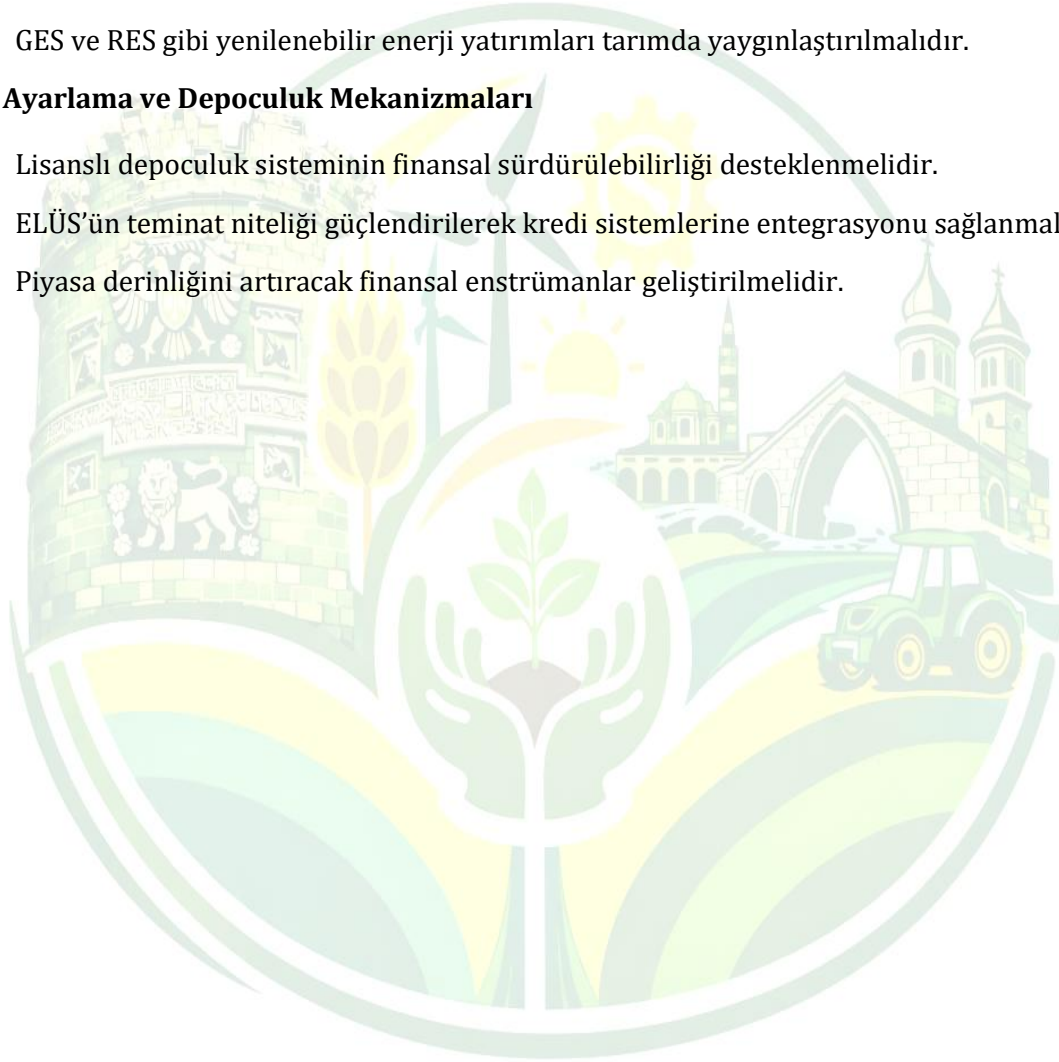 GES ve RES gibi yenilenebilir enerji yatırımları tarımda yaygınlaştırılmalıdır.
Ayarlama ve Depoculuk Mekanizmaları
Lisanslı depoculuk sisteminin finansal sürdürülebilirliği desteklenmelidir.
ELÜS’ün teminat niteliği güçlendirilerek kredi sistemlerine entegrasyonu
Piyasa derinliğini artıracak finansal enstrümanlar geliştirilmelidir.